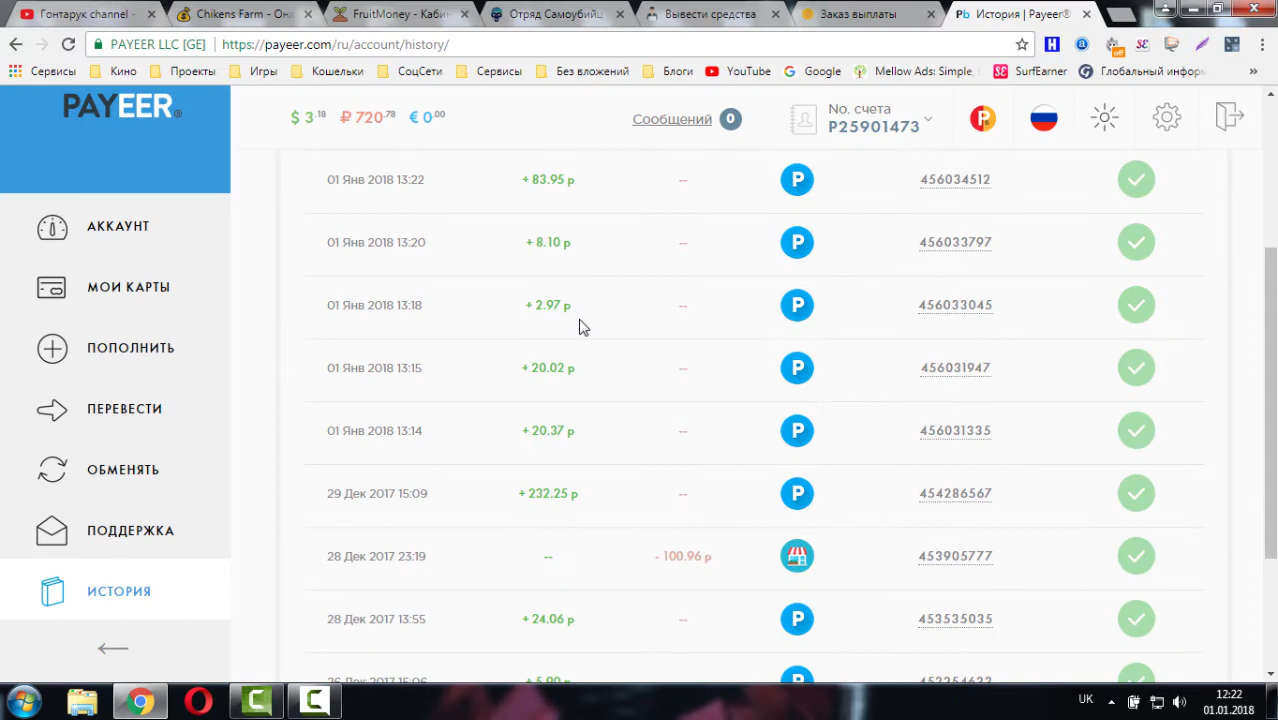 Гонтарук cannel
Chikens Farm - Онл
FruitMoney - Кабин
Отряд Самоубийц
Вывести средства
Заказ выплаты
Pb История | Payeer®
PAYEER LLC [GE] https://payeer.com/ru/account/history/
Сервисы Кино Проекты Игры Кошельки СоцСети Сервисы Без вложений Блоги YouTube Google Mellow Ads: Simple, SurfEarner Глобальный информ »
PAYEER®
$ 3.18 ₽ 720.78 € 0.00
Сообщений 0
No. счета
P25901473
АККАУНТ
МОИ КАРТЫ
ПОПОЛНИТЬ
ПЕРЕВЕСТИ
ОБМЕНЯТЬ
ПОДДЕРЖКА
ИСТОРИЯ
01 Янв 2018 13:22 + 83.95 р -- P 456034512
01 Янв 2018 13:20 + 8.10 р -- P 456033797
01 Янв 2018 13:18 + 2.97 р -- P 456033045
01 Янв 2018 13:15 + 20.02 р -- P 456031947
01 Янв 2018 13:14 + 20.37 р -- P 456031335
29 Дек 2017 15:09 + 232.25 р -- P 454286567
28 Дек 2017 23:19 -- - 100.96 р 453905777
28 Дек 2017 13:55 + 24.06 р -- P 453535035
UK
12:22
01.01.2018